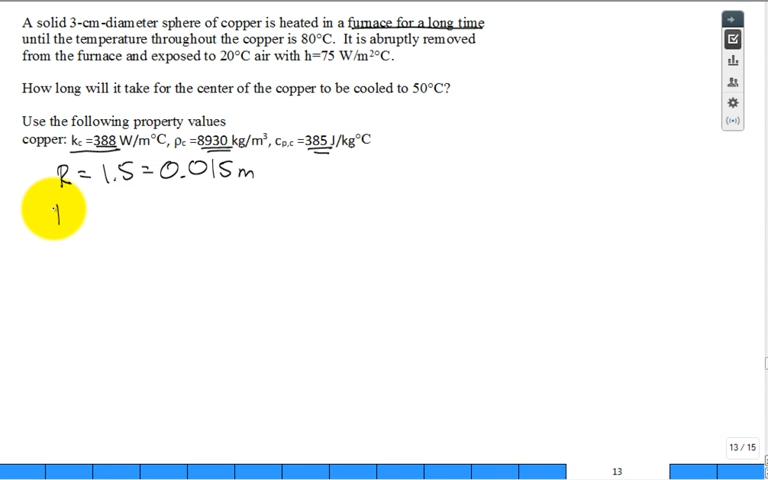 A solid 3-cm-diameter sphere of copper is heated in a furnace for a long time
until the temperature throughout the copper is 80°C. It is abruptly removed
from the furnace and exposed to 20°C air with h=75 W/m²°C.
How long will it take for the center of the copper to be cooled to 50°C?
Use the following property values
copper: kc =388 W/m°C, ρc =8930 kg/m³, cp,c =385 J/kg°C
R = 1.5 = 0.015 m
13 / 15
13